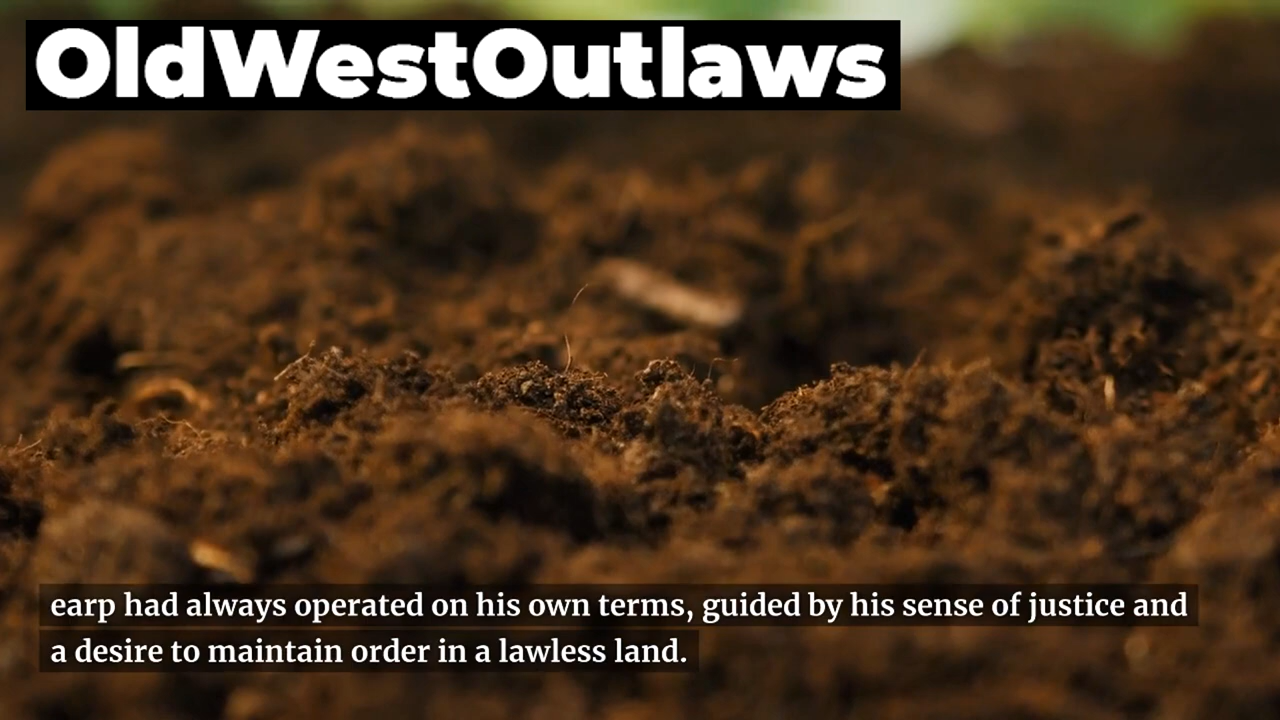 OldWestOutlaws
earp had always operated on his own terms, guided by his sense of justice and
a desire to maintain order in a lawless land.